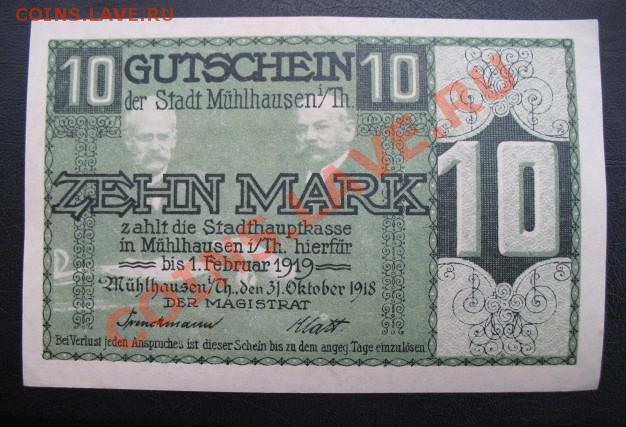 COINS.LAVE.RU
10 GUTSCHEIN 10
der Stadt Mühlhausen i/Th.
ZEHN MARK
10
zahlt die Stadthauptkasse
in Mühlhausen i/Th. hierfür
bis 1. Februar 1919
Mühlhausen i/Th. den 31. Oktober 1918
DER MAGISTRAT
Trenckmann
Bei Verlust jeden Anspruches ist dieser Schein bis zu dem angeg. Tage einzulösen
COINS.LAVE.RU